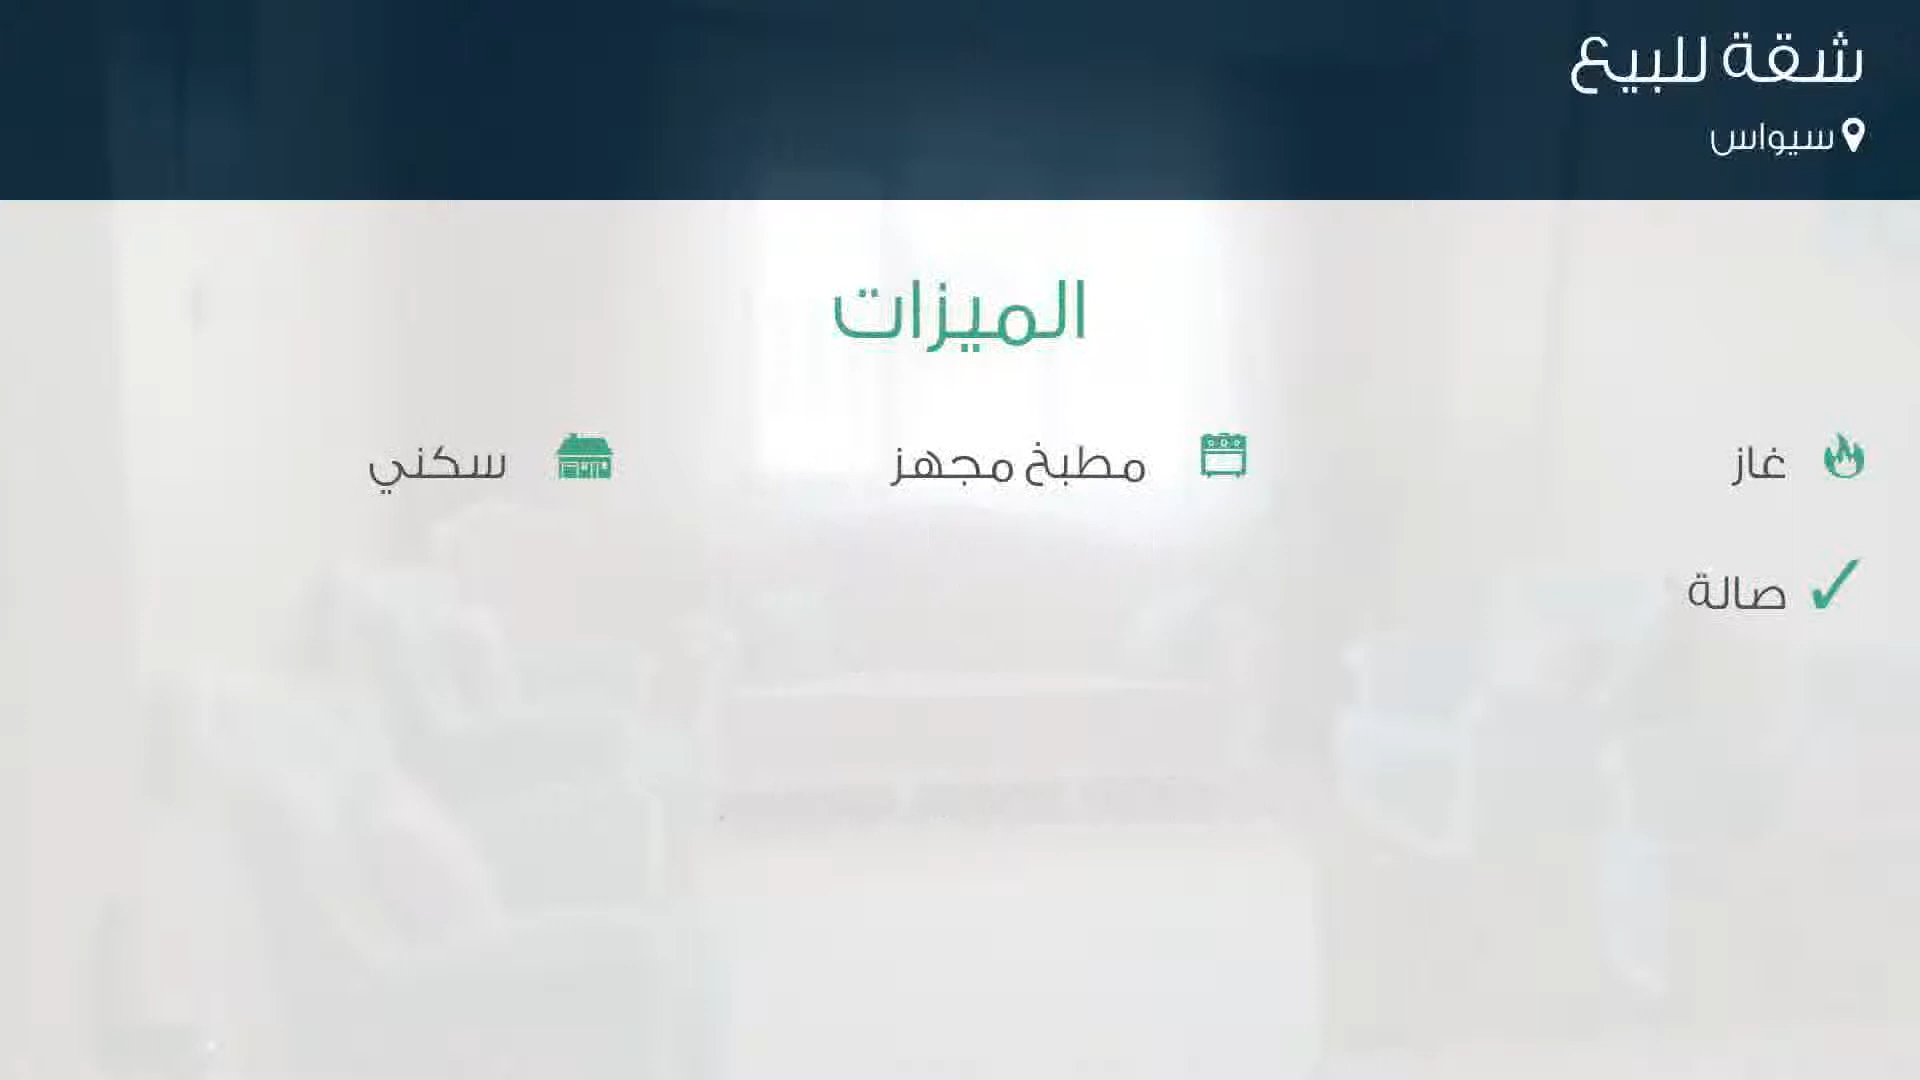 شقة للبيع
سيواس
الميزات
غاز
مطبخ مجهز
سكني
صالة